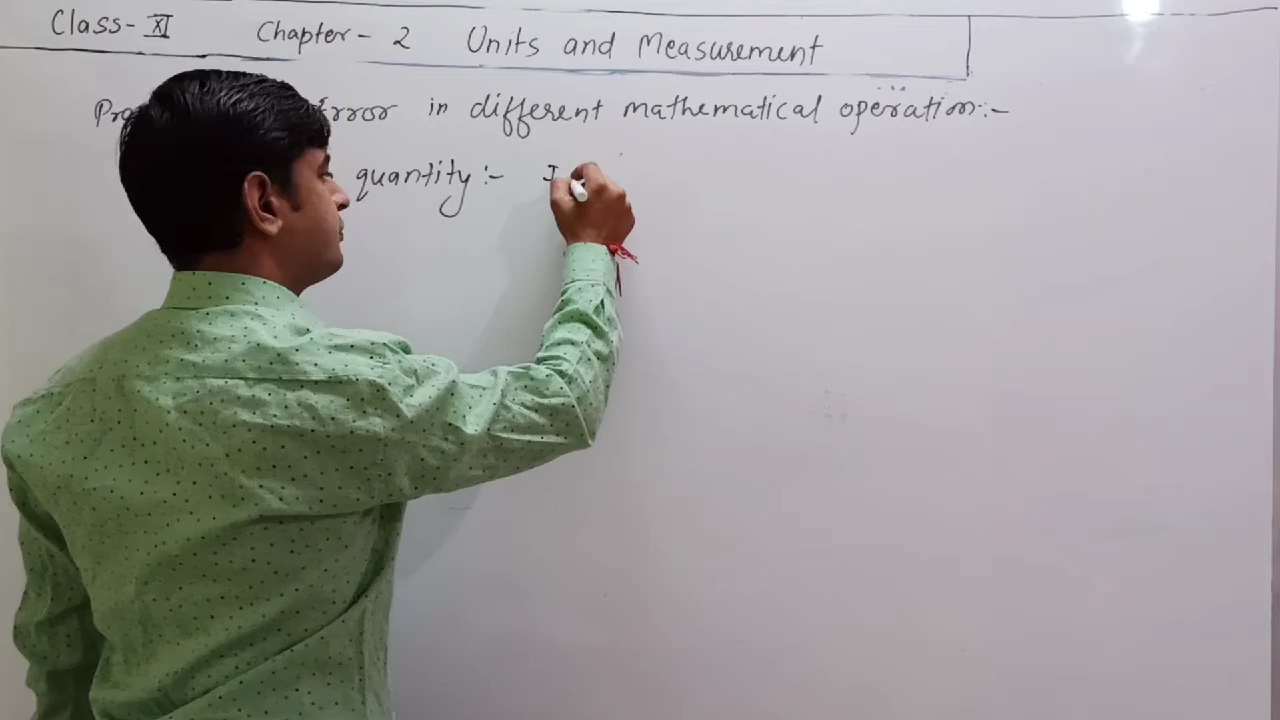 Class-XI Chapter-2 Units and Measurement
Error in different mathematical operation:-
quantity:- I